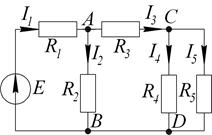 I₁ A I₃ C
R₁ I₂ R₃ I₄ I₅
E R₂ R₄ R₅
B D